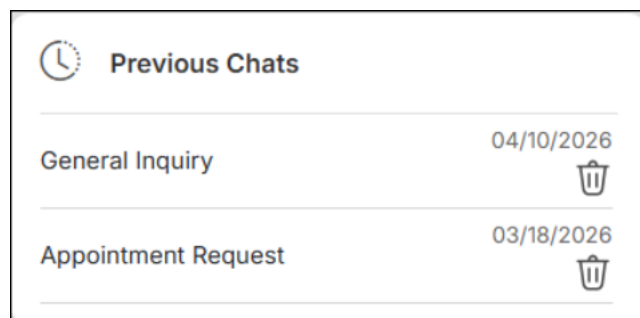 Previous Chats
General Inquiry
04/10/2026
Appointment Request
03/18/2026